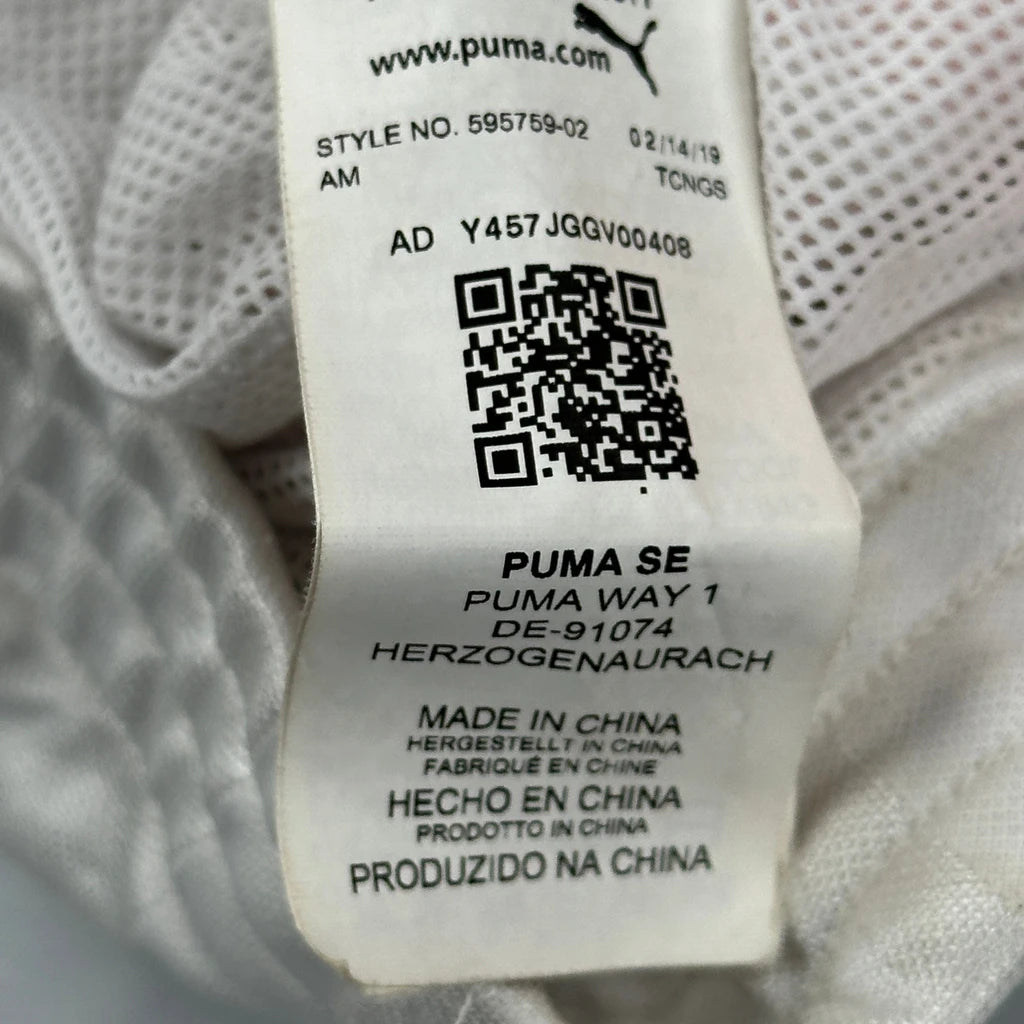 www.puma.com
STYLE NO. 595759-02 02/14/19
AM TCNGS
AD Y457JGGV00408
PUMA SE
PUMA WAY 1
DE-91074
HERZOGENAURACH
MADE IN CHINA
HERGESTELLT IN CHINA
FABRIQUÉ EN CHINE
HECHO EN CHINA
PRODOTTO IN CHINA
PRODUZIDO NA CHINA